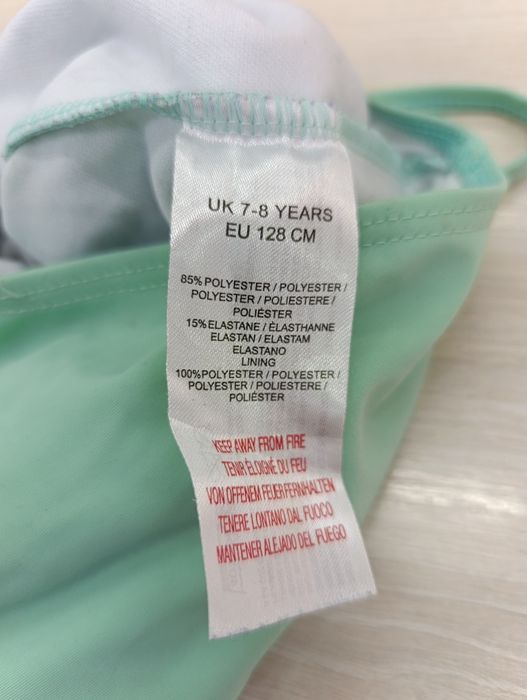 UK 7-8 YEARS
EU 128 CM
85% POLYESTER / POLYESTER /
POLYESTER / POLIESTERE /
POLIÉSTER
15% ELASTANE / ÉLASTHANNE
ELASTAN / ELASTAM
ELASTANO
LINING
100% POLYESTER / POLYESTER /
POLYESTER / POLIESTERE /
POLIÉSTER
KEEP AWAY FROM FIRE
TENIR ÉLOIGNÉ DU FEU
VON OFFENEM FEUER FERNHALTEN
TENERE LONTANO DAL FUOCO
MANTENER ALEJADO DEL FUEGO